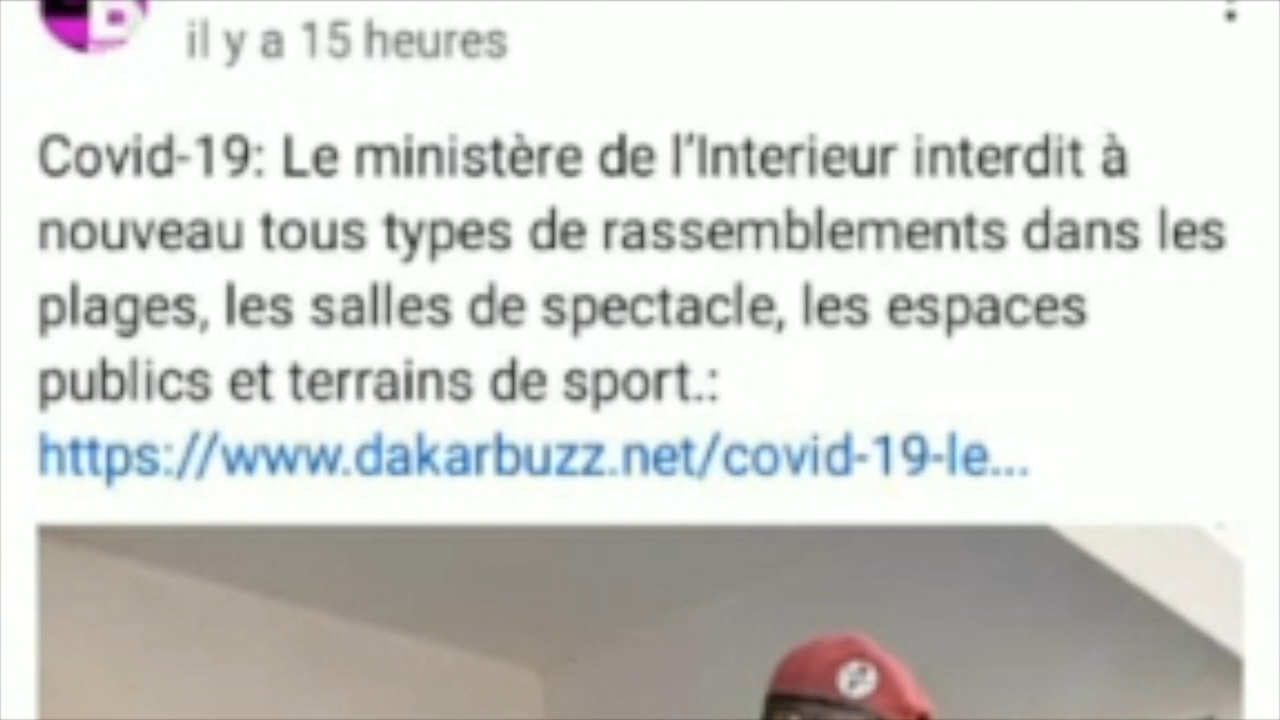 il y a 15 heures
Covid-19: Le ministère de l'Interieur interdit à
nouveau tous types de rassemblements dans les
plages, les salles de spectacle, les espaces
publics et terrains de sport.:
https://www.dakarbuzz.net/covid-19-le...